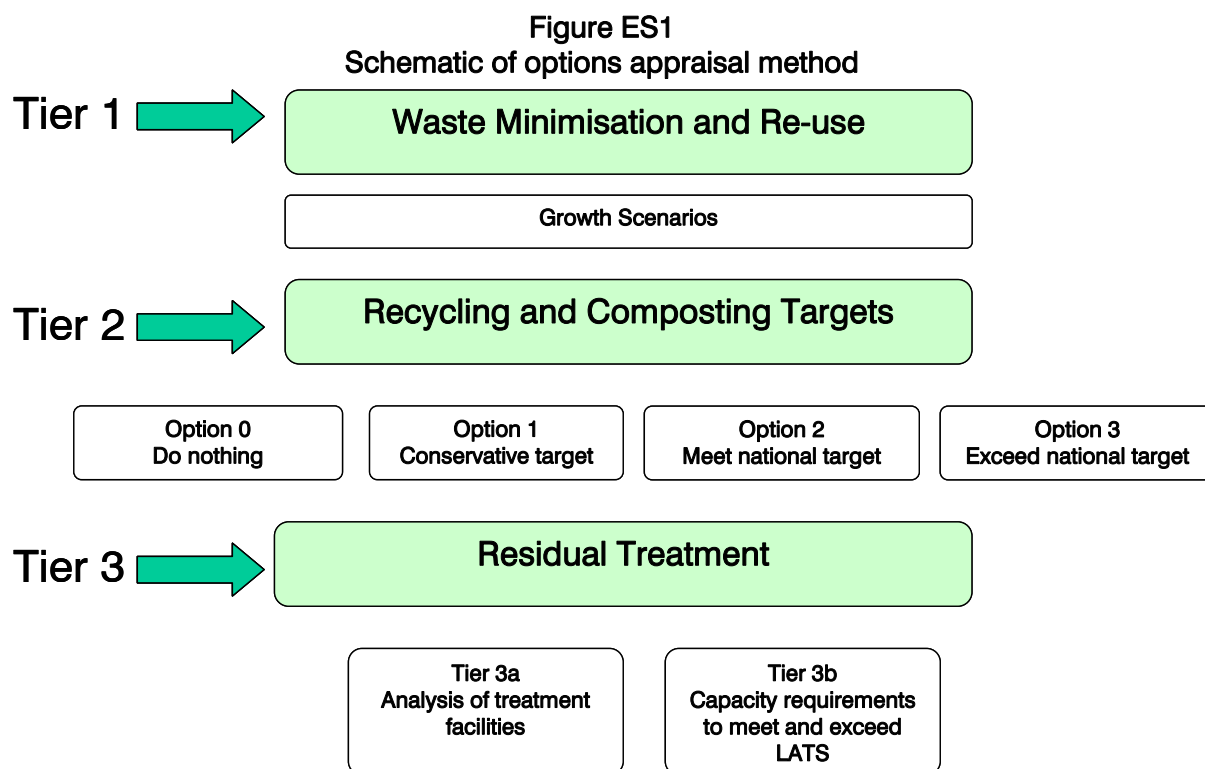 Figure ES1
Schematic of options appraisal method
Tier 1
Waste Minimisation and Re-use
Growth Scenarios
Tier 2
Recycling and Composting Targets
Option 0
Do nothing
Option 1
Conservative target
Option 2
Meet national target
Option 3
Exceed national target
Tier 3
Residual Treatment
Tier 3a
Analysis of treatment
facilities
Tier 3b
Capacity requirements
to meet and exceed
LATS